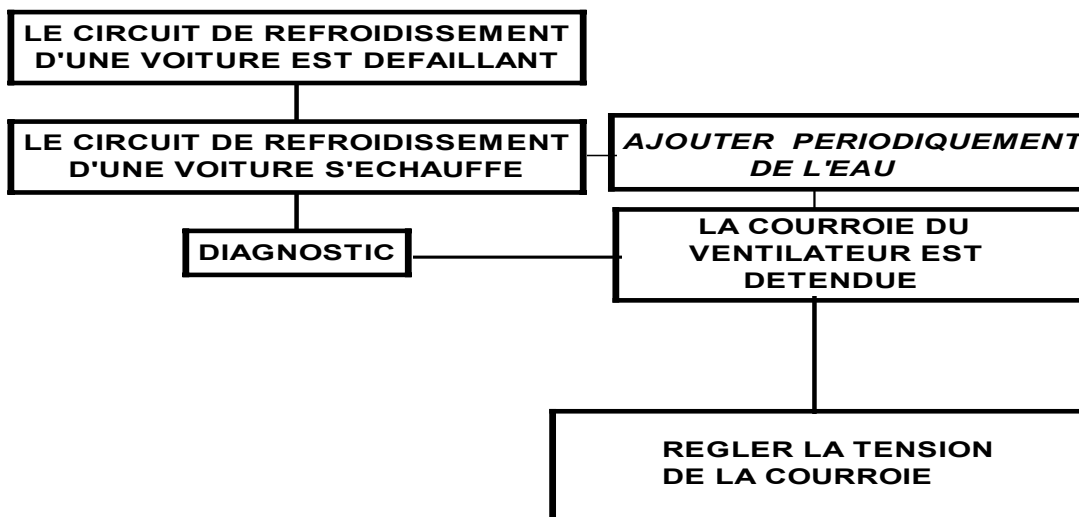 LE CIRCUIT DE REFROIDISSEMENT
D'UNE VOITURE EST DEFAILLANT
LE CIRCUIT DE REFROIDISSEMENT
D'UNE VOITURE S'ECHAUFFE
AJOUTER PERIODIQUEMENT
DE L'EAU
DIAGNOSTIC
LA COURROIE DU
VENTILATEUR EST
DETENDUE
REGLER LA TENSION
DE LA COURROIE